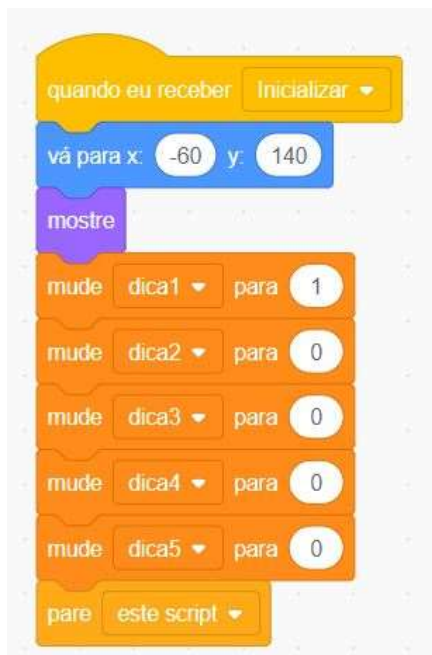 quando eu receber Inicializar
vá para x: -60 y: 140
mostre
mude dica1 para 1
mude dica2 para 0
mude dica3 para 0
mude dica4 para 0
mude dica5 para 0
pare este script